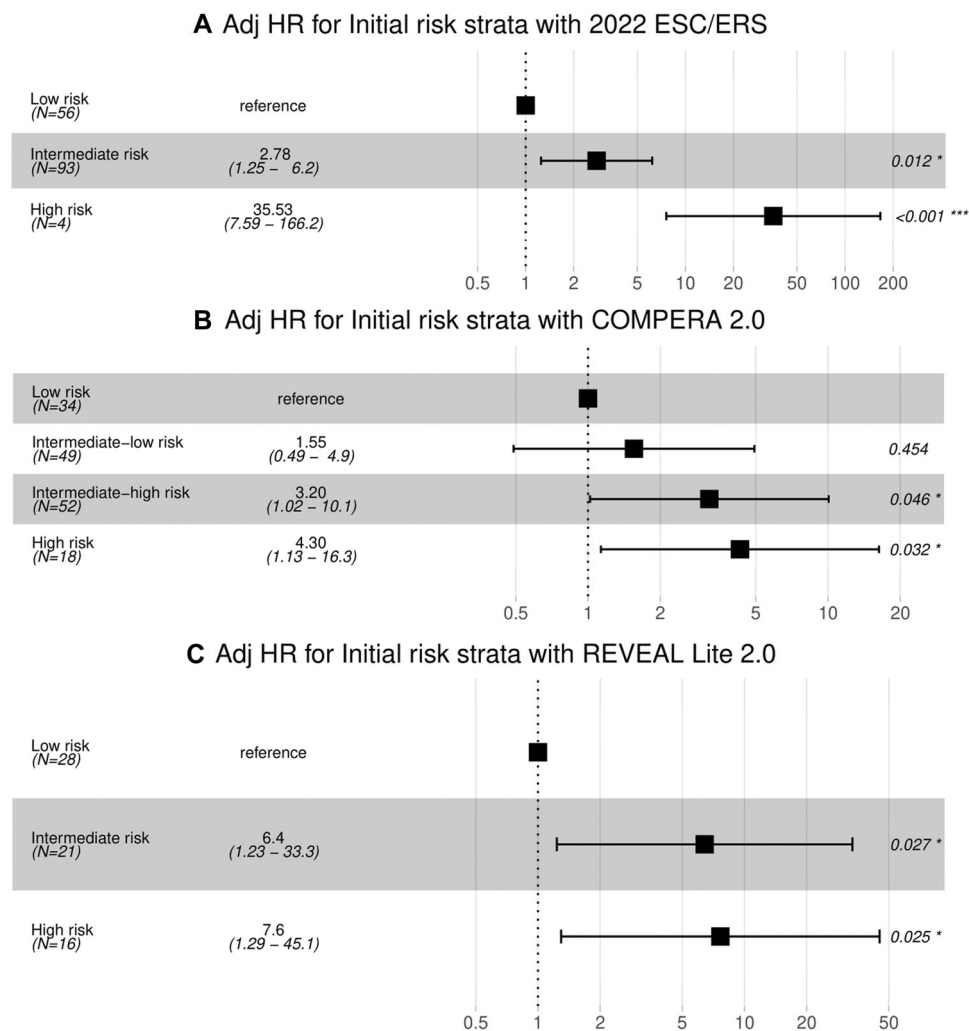 A Adj HR for Initial risk strata with 2022 ESC/ERS
Low risk
(N=56)
reference
Intermediate risk
(N=93)
2.78
(1.25 – 6.2)
0.012 *
High risk
(N=4)
35.53
(7.59 – 166.2)
<0.001 ***
0.5 1 2 5 10 20 50 100 200
B Adj HR for Initial risk strata with COMPERA 2.0
Low risk
(N=34)
reference
Intermediate–low risk
(N=49)
1.55
(0.49 – 4.9)
0.454
Intermediate–high risk
(N=52)
3.20
(1.02 – 10.1)
0.046 *
High risk
(N=18)
4.30
(1.13 – 16.3)
0.032 *
0.5 1 2 5 10 20
C Adj HR for Initial risk strata with REVEAL Lite 2.0
Low risk
(N=28)
reference
Intermediate risk
(N=21)
6.4
(1.23 – 33.3)
0.027 *
High risk
(N=16)
7.6
(1.29 – 45.1)
0.025 *
0.5 1 2 5 10 20 50